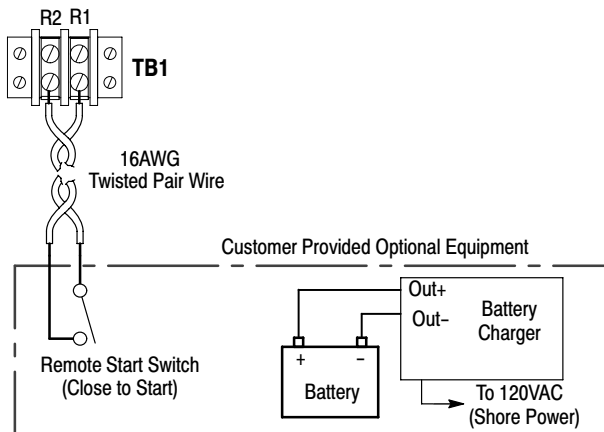 R2 R1
TB1
16AWG
Twisted Pair Wire
Customer Provided Optional Equipment
Out+
Out−
Battery
Charger
+ −
Battery
Remote Start Switch
(Close to Start)
To 120VAC
(Shore Power)